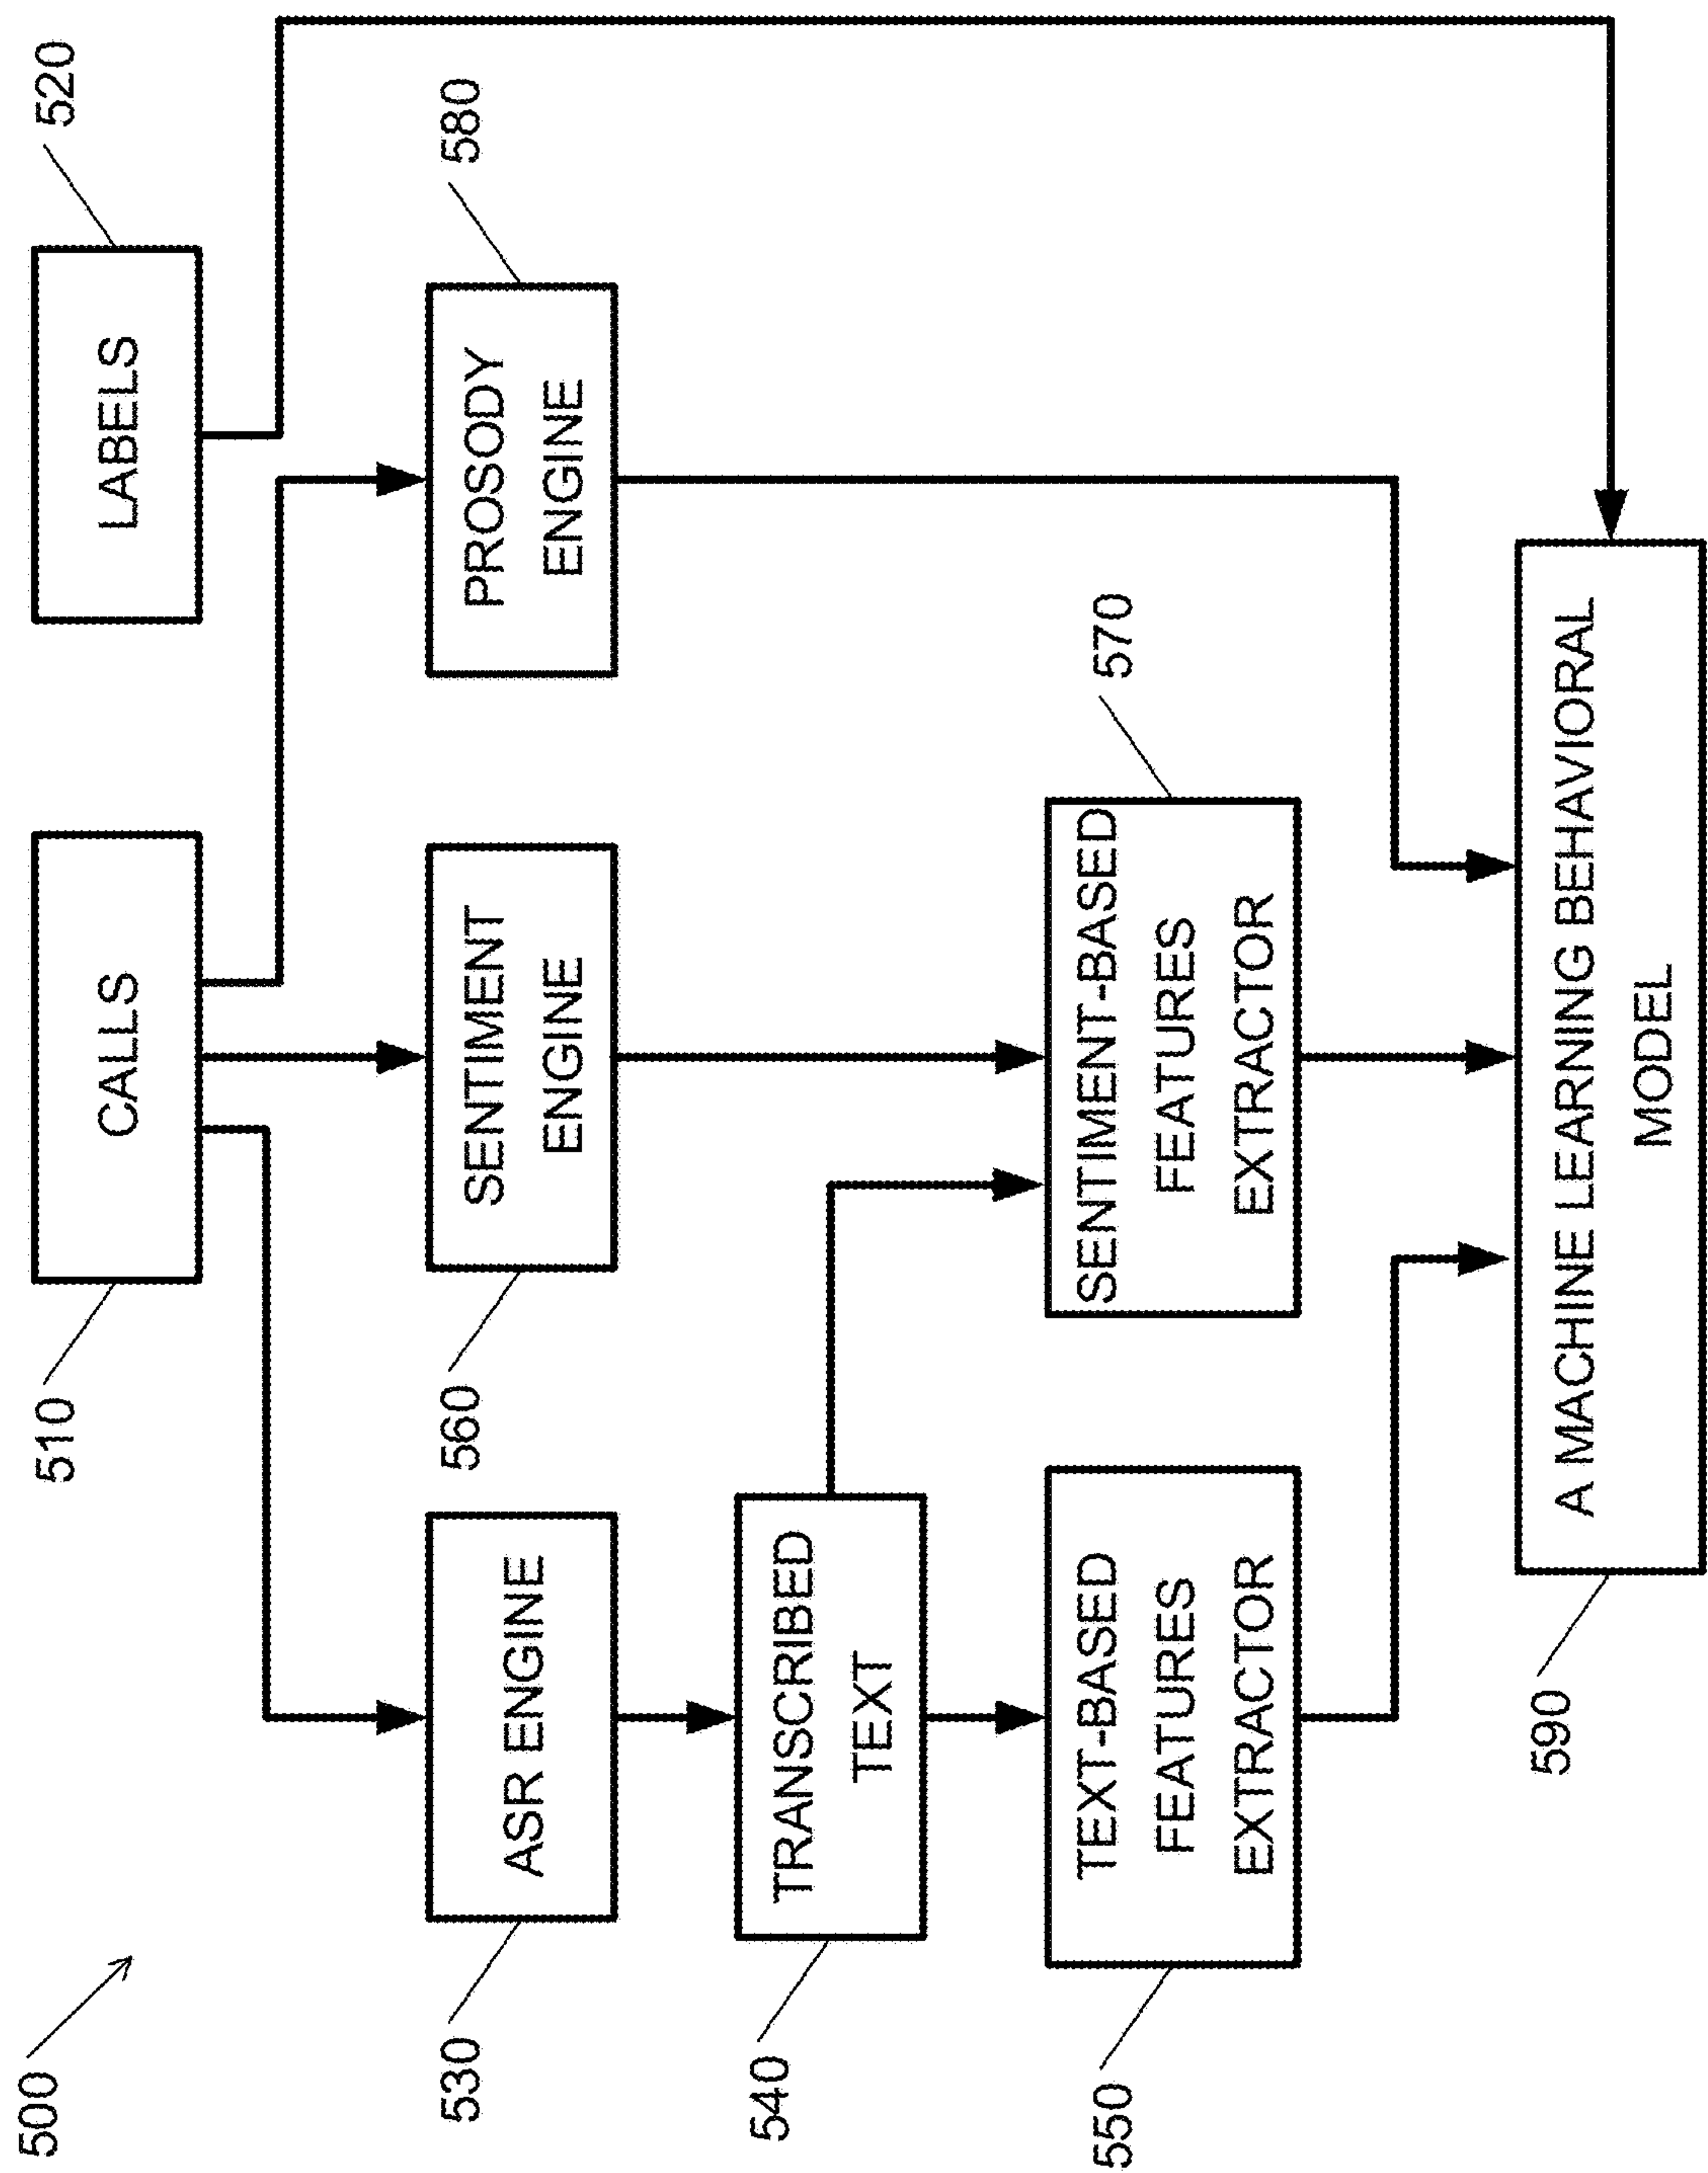 500
510
CALLS
LABELS
520
530
ASR ENGINE
560
SENTIMENT
ENGINE
PROSODY
ENGINE
580
540
TRANSCRIBED
TEXT
550
TEXT-BASED
FEATURES
EXTRACTOR
SENTIMENT-BASED
FEATURES
EXTRACTOR
570
590
A MACHINE LEARNING BEHAVIORAL
MODEL